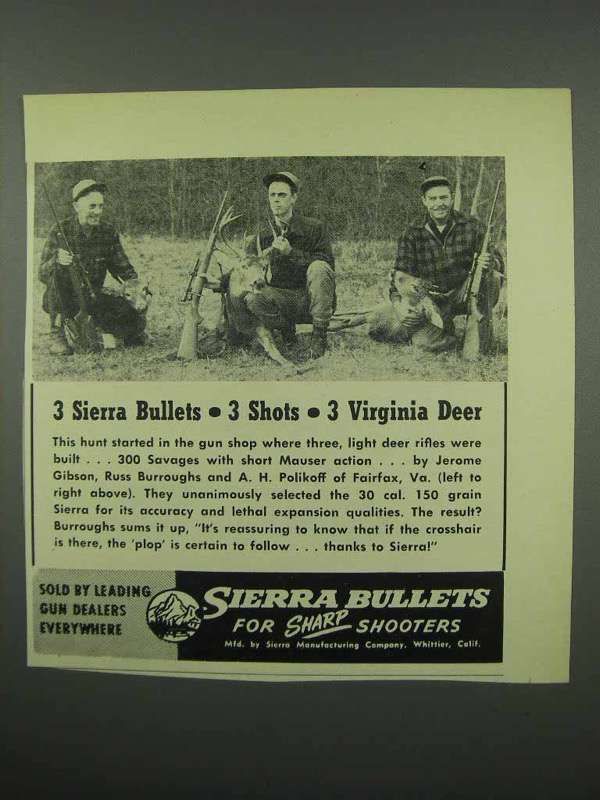 3 Sierra Bullets • 3 Shots • 3 Virginia Deer
This hunt started in the gun shop where three, light deer rifles were
built . . . 300 Savages with short Mauser action . . . by Jerome
Gibson, Russ Burroughs and A. H. Polikoff of Fairfax, Va. (left to
right above). They unanimously selected the 30 cal. 150 grain
Sierra for its accuracy and lethal expansion qualities. The result?
Burroughs sums it up, "It's reassuring to know that if the crosshair
is there, the 'plop' is certain to follow . . . thanks to Sierra!"
SOLD BY LEADING
GUN DEALERS
EVERYWHERE
SIERRA BULLETS
FOR SHARP SHOOTERS
Mfd. by Sierra Manufacturing Company, Whittier, Calif.